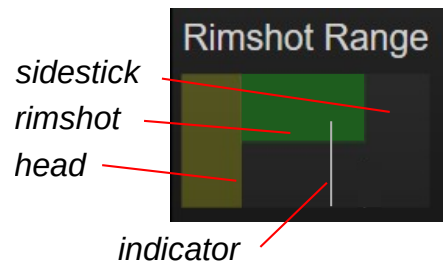 Rimshot Range
sidestick
rimshot
head
indicator